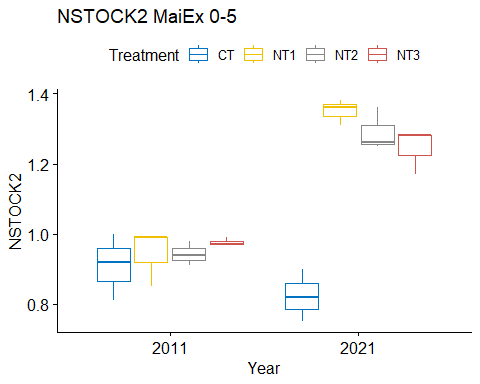 NSTOCK2 MaiEx 0-5
Treatment CT NT1 NT2 NT3
1.4
1.2
1.0
0.8
NSTOCK2
2011 2021
Year